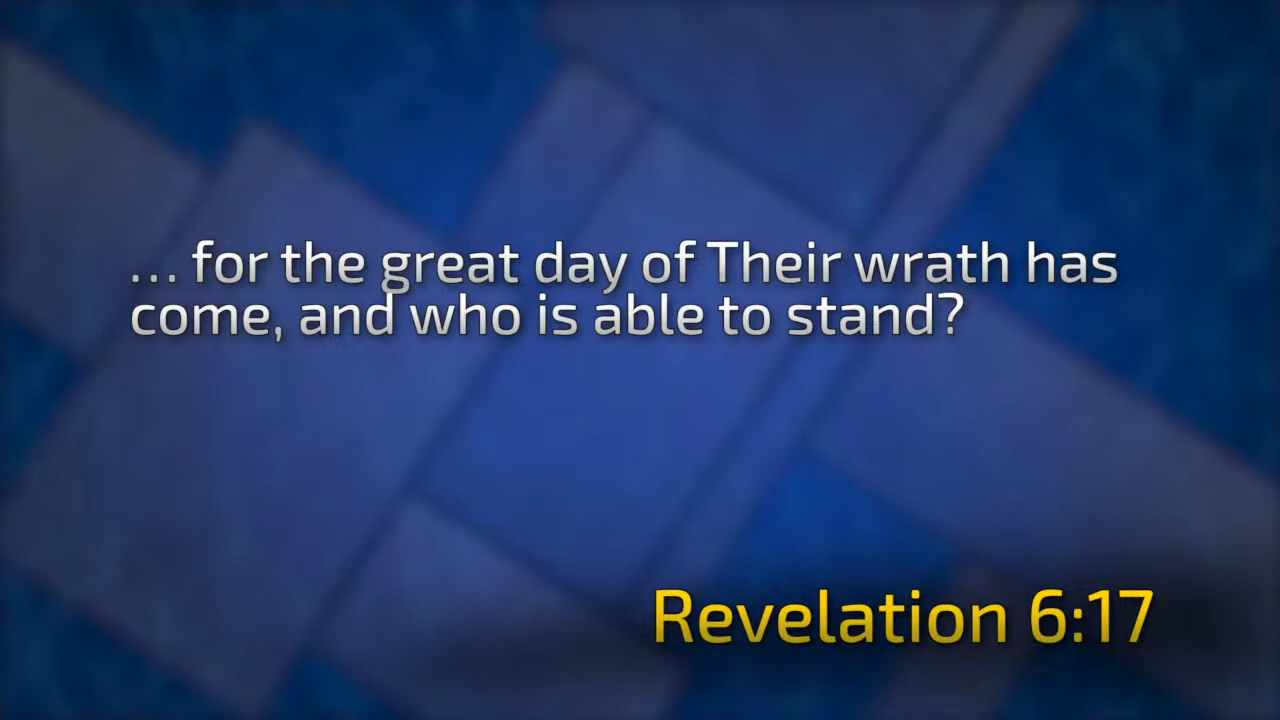 … for the great day of Their wrath has
come, and who is able to stand?
Revelation 6:17